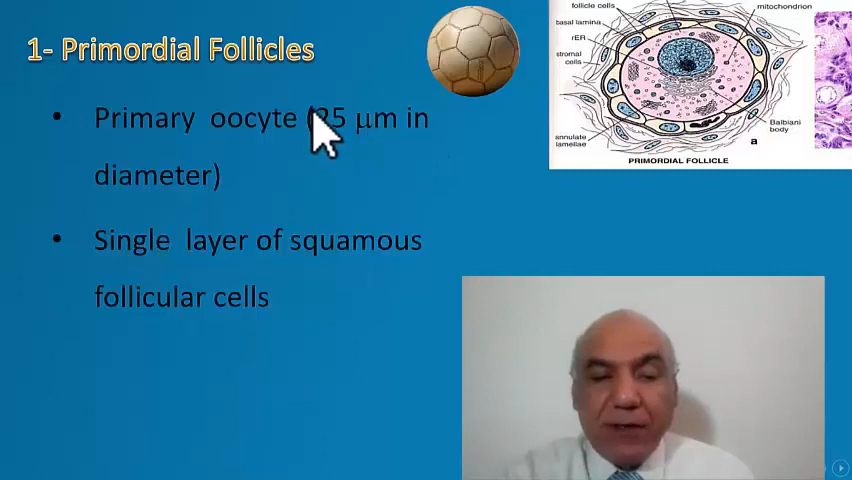 1- Primordial Follicles
• Primary oocyte (25 μm in
diameter)
• Single layer of squamous
follicular cells
follicle cells
basal lamina
rER
stromal
cells
annulate
lamellae
mitochondrion
Balbiani
body
a
PRIMORDIAL FOLLICLE